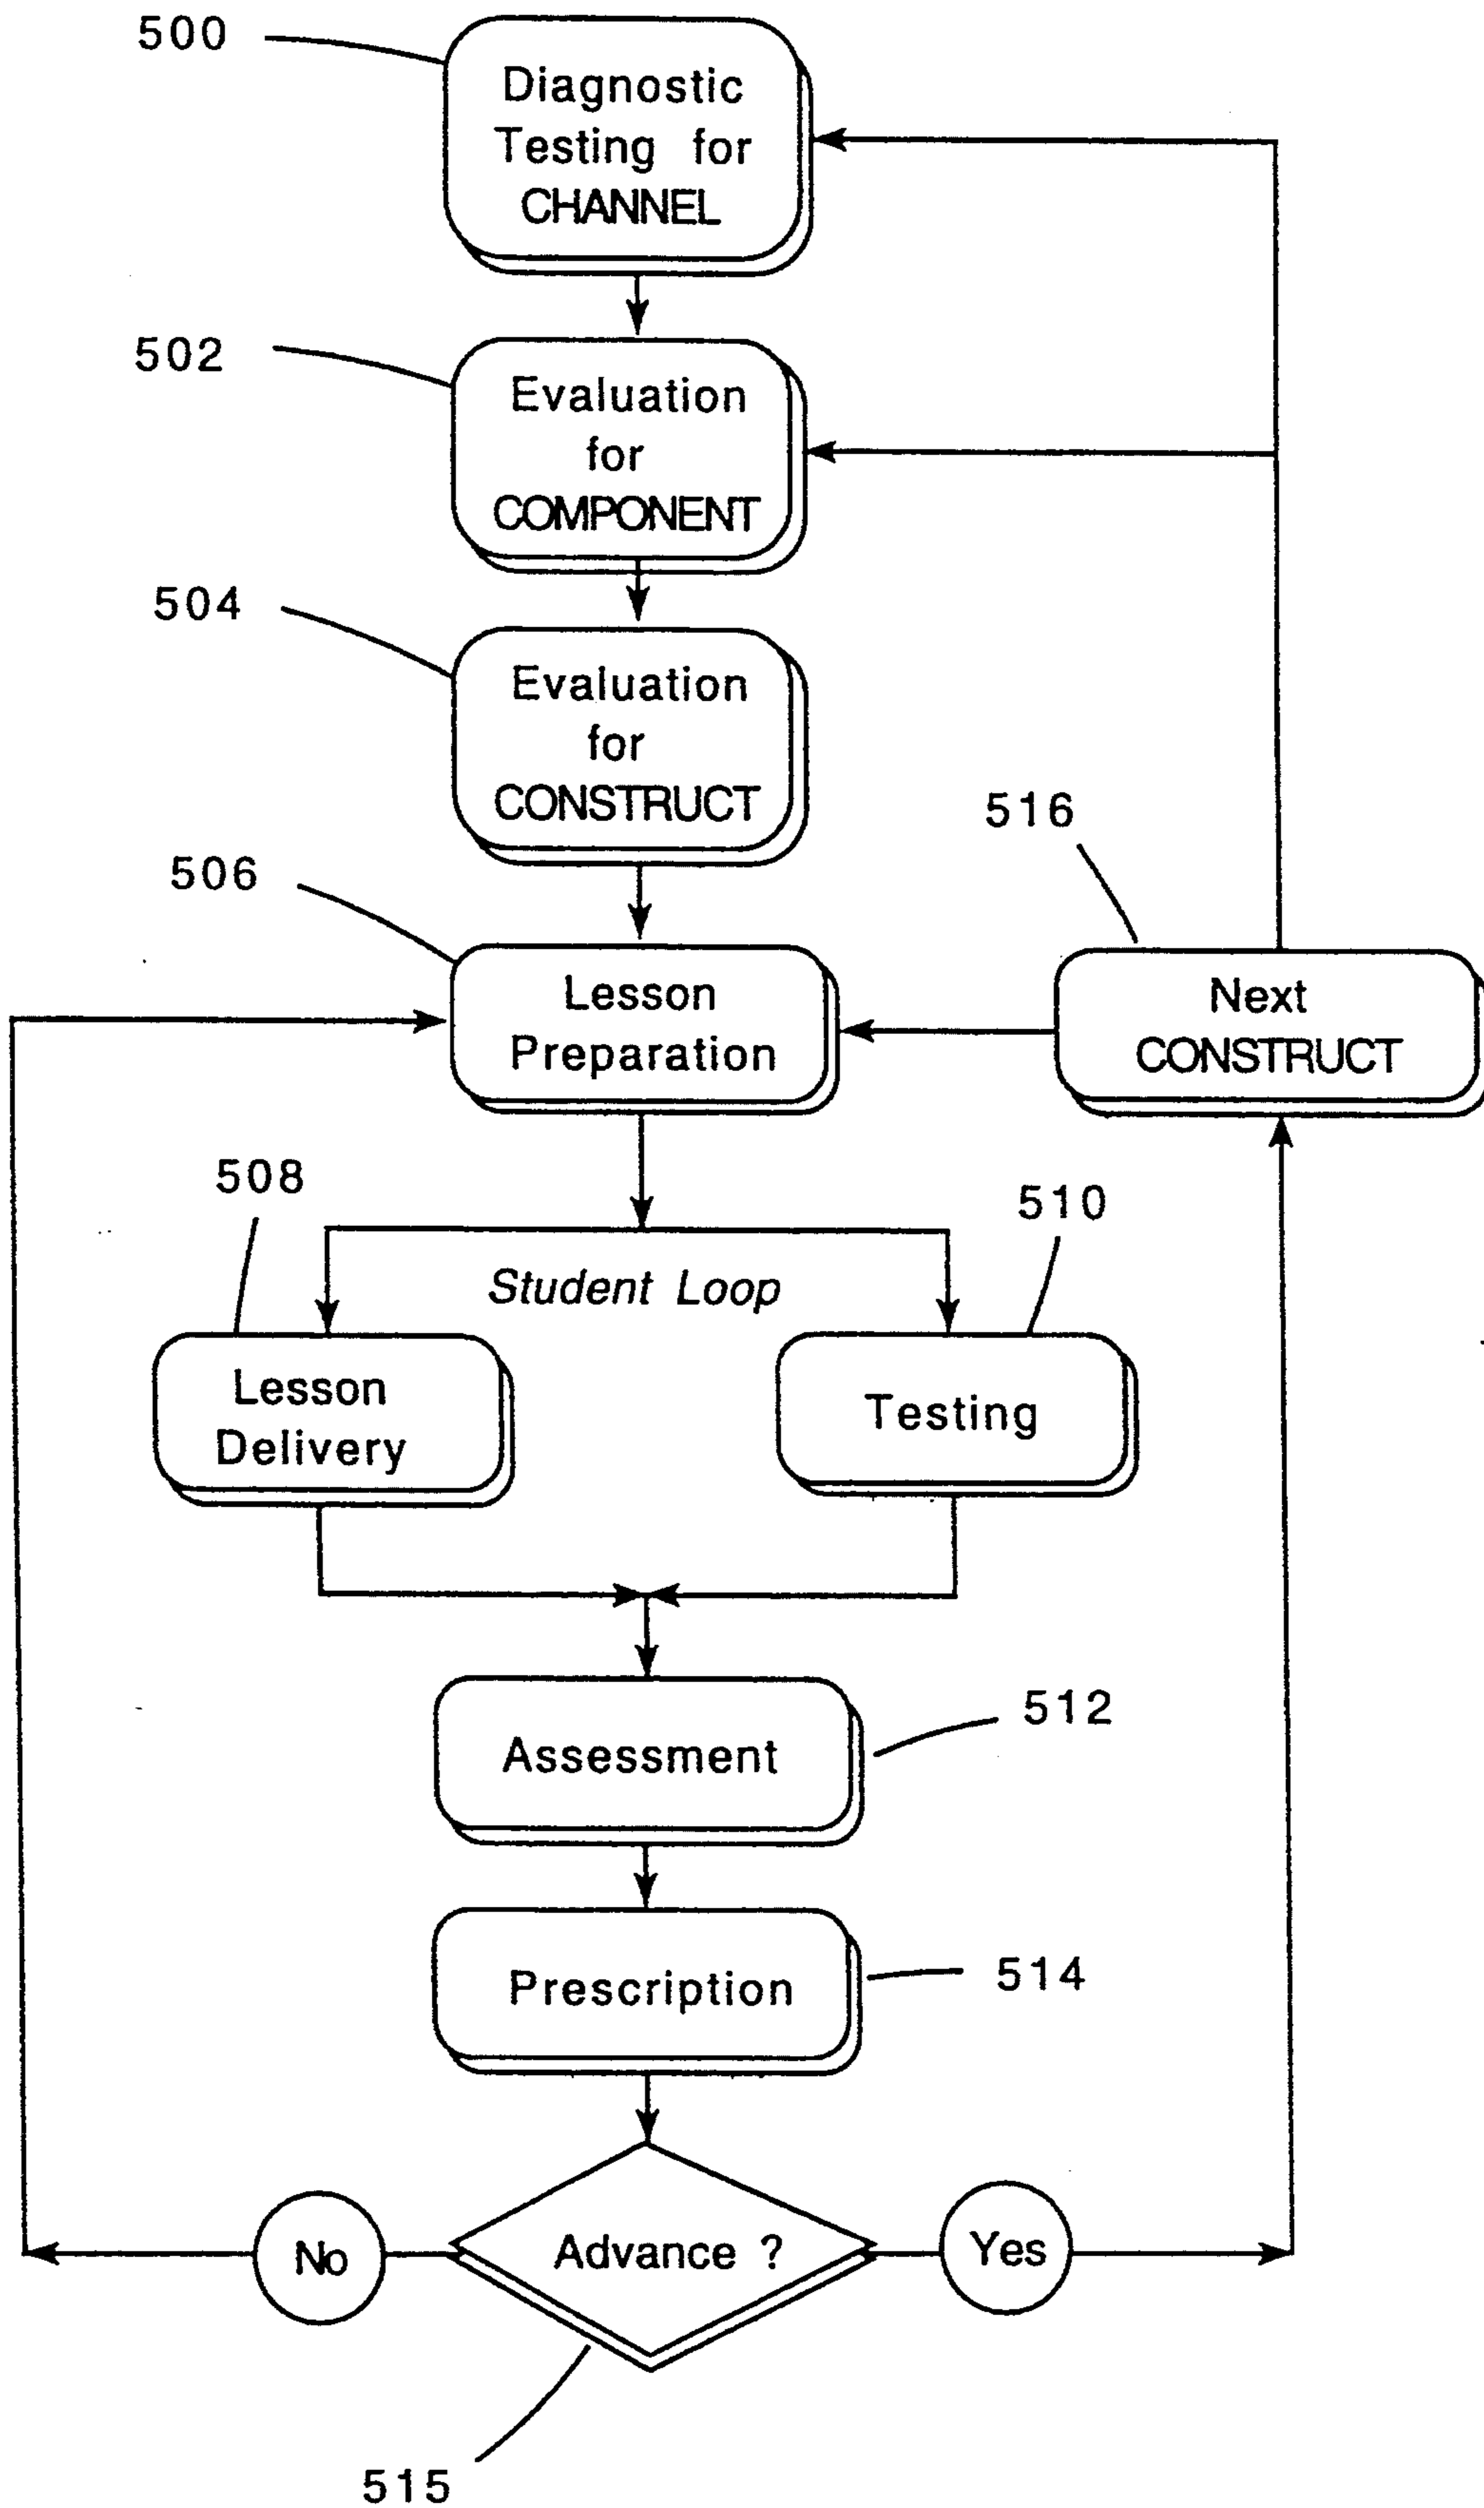 500
Diagnostic
Testing for
CHANNEL
502
Evaluation
for
COMPONENT
504
Evaluation
for
CONSTRUCT
516
506
Lesson
Preparation
Next
CONSTRUCT
508
510
Student Loop
Lesson
Delivery
Testing
512
Assessment
514
Prescription
No
Advance ?
Yes
515